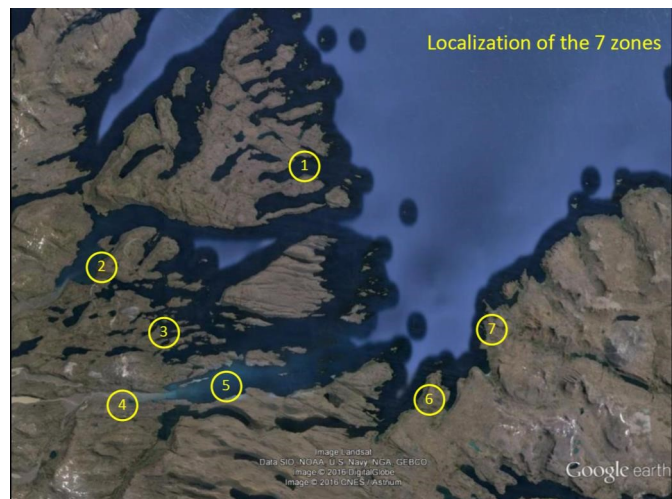 Localization of the 7 zones
1
2
3
7
5
4
6
Image Landsat
Data SIO, NOAA, U.S. Navy, NGA, GEBCO
Image © 2016 DigitalGlobe
Image © 2016 CNES / Astrium
Google earth